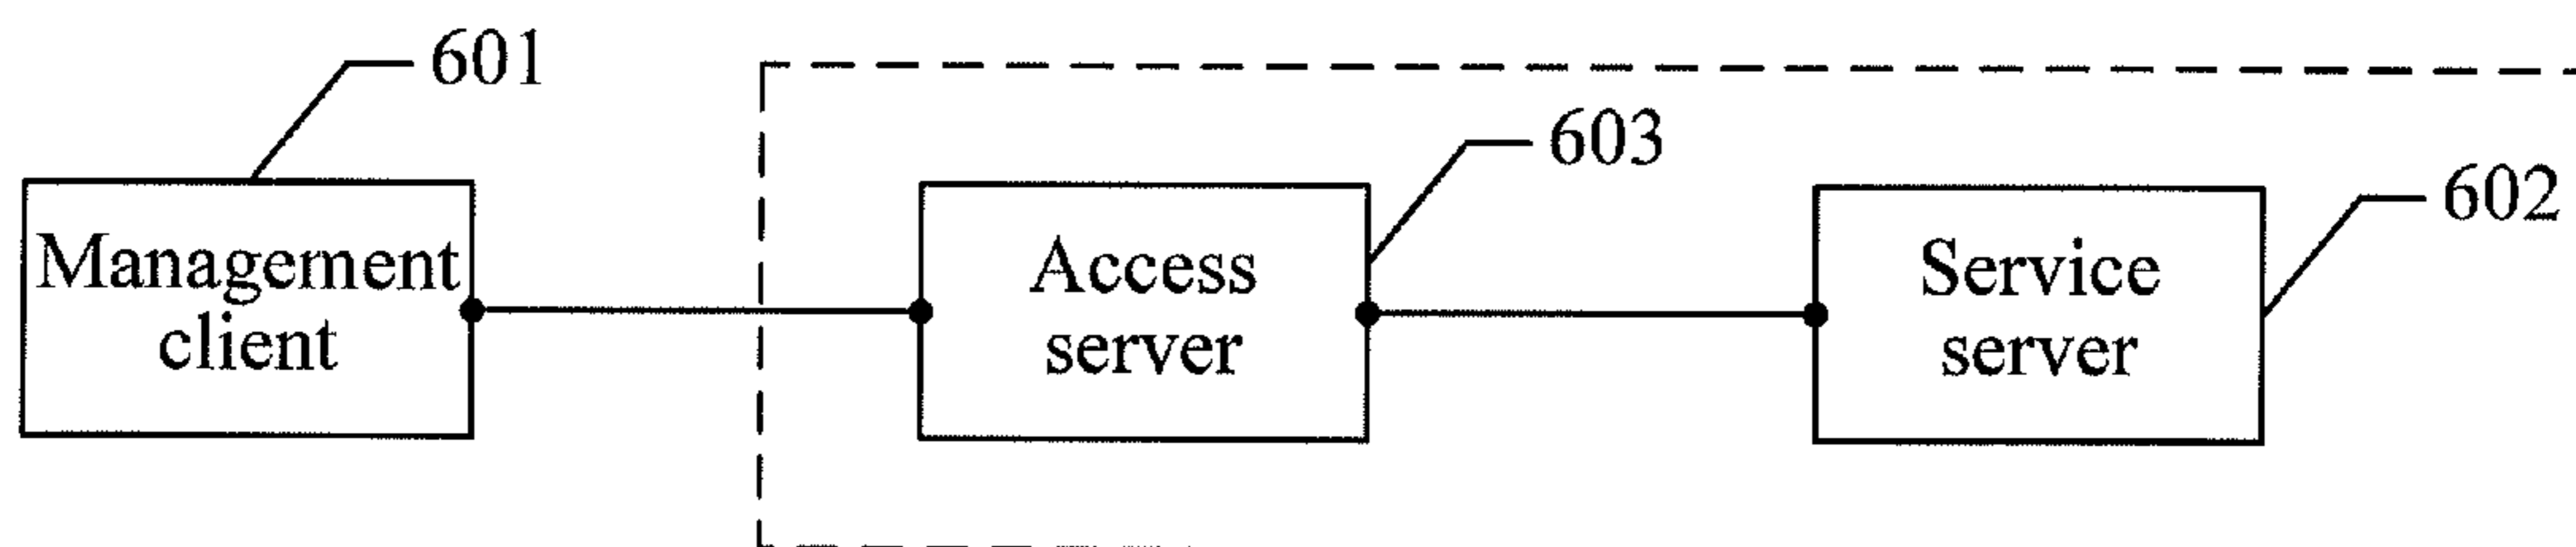 601
603
602
Management
client
Access
server
Service
server